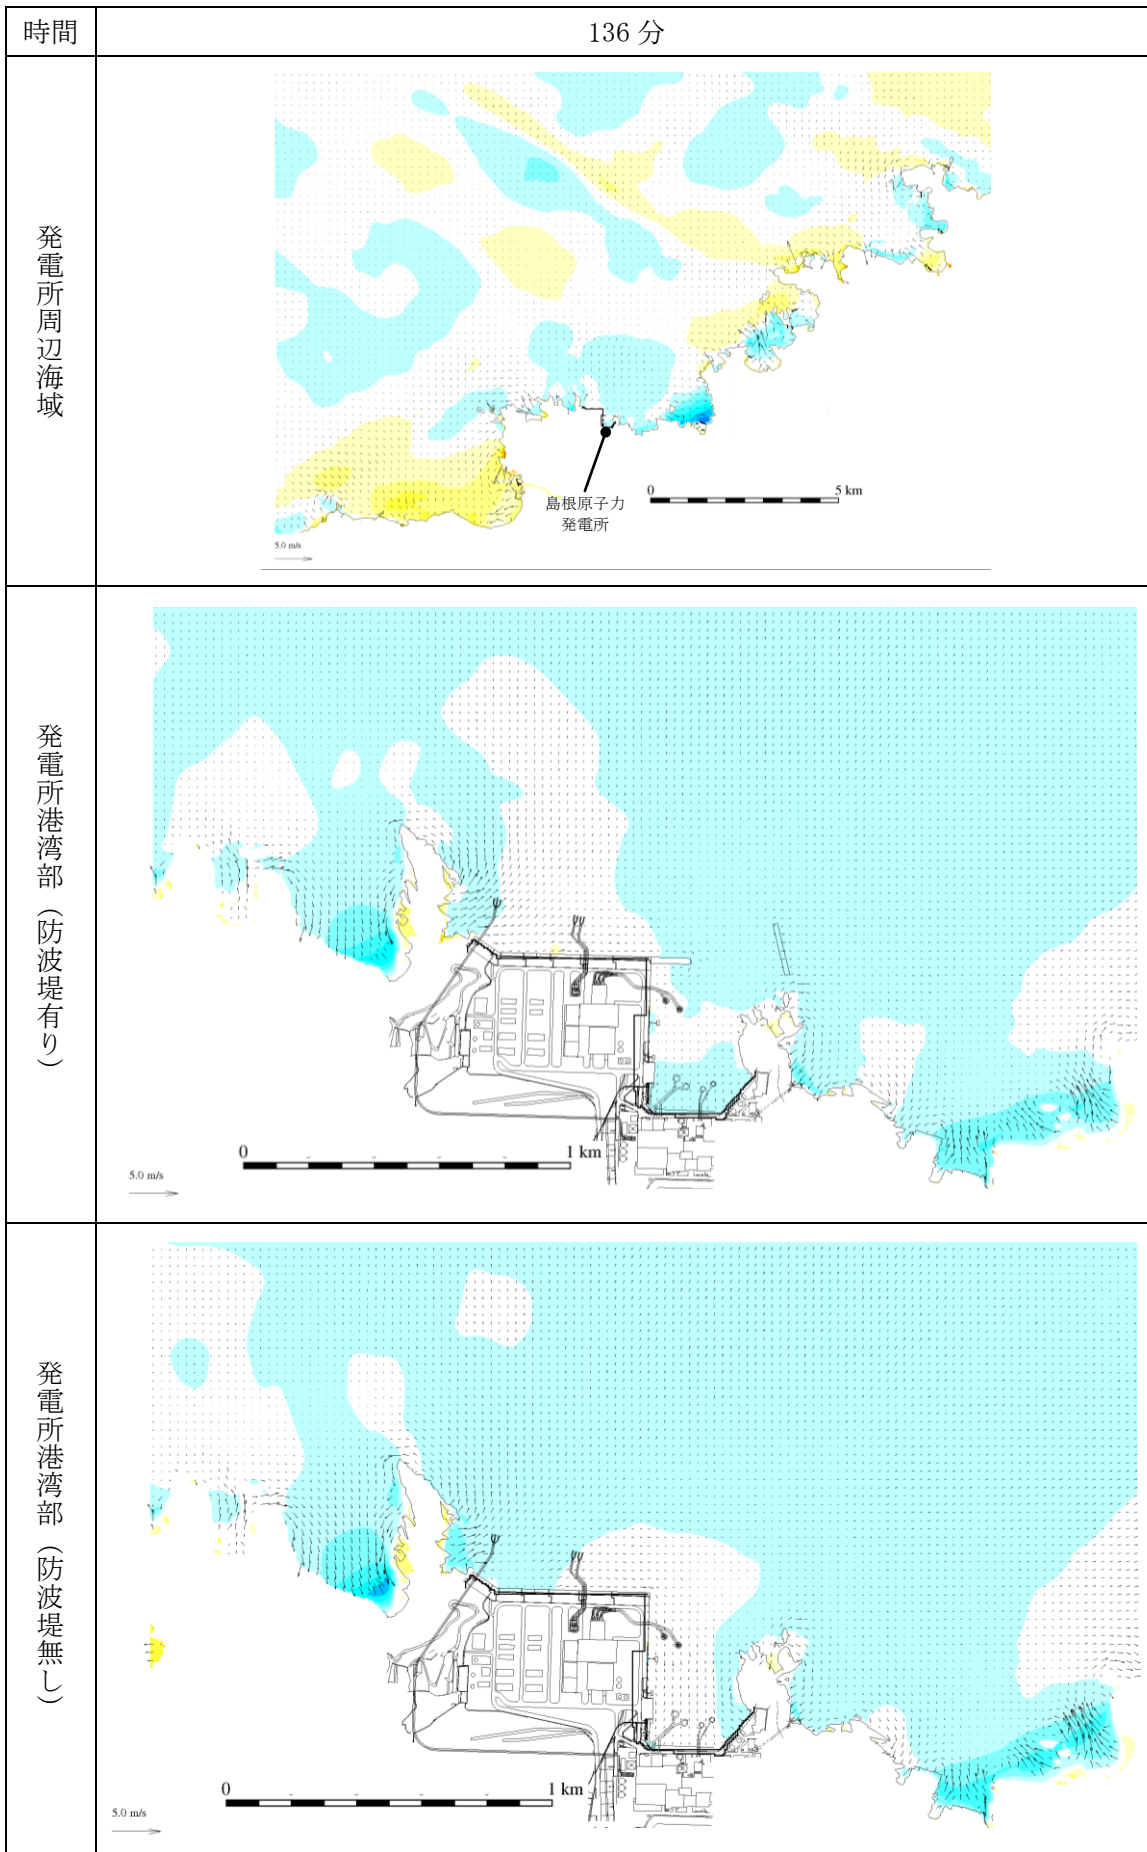 時間
136 分
発電所周辺海域
島根原子力
発電所
0 5 km
5.0 m/s
発電所港湾部（防波堤有り）
0 1 km
5.0 m/s
発電所港湾部（防波堤無し）
0 1 km
5.0 m/s